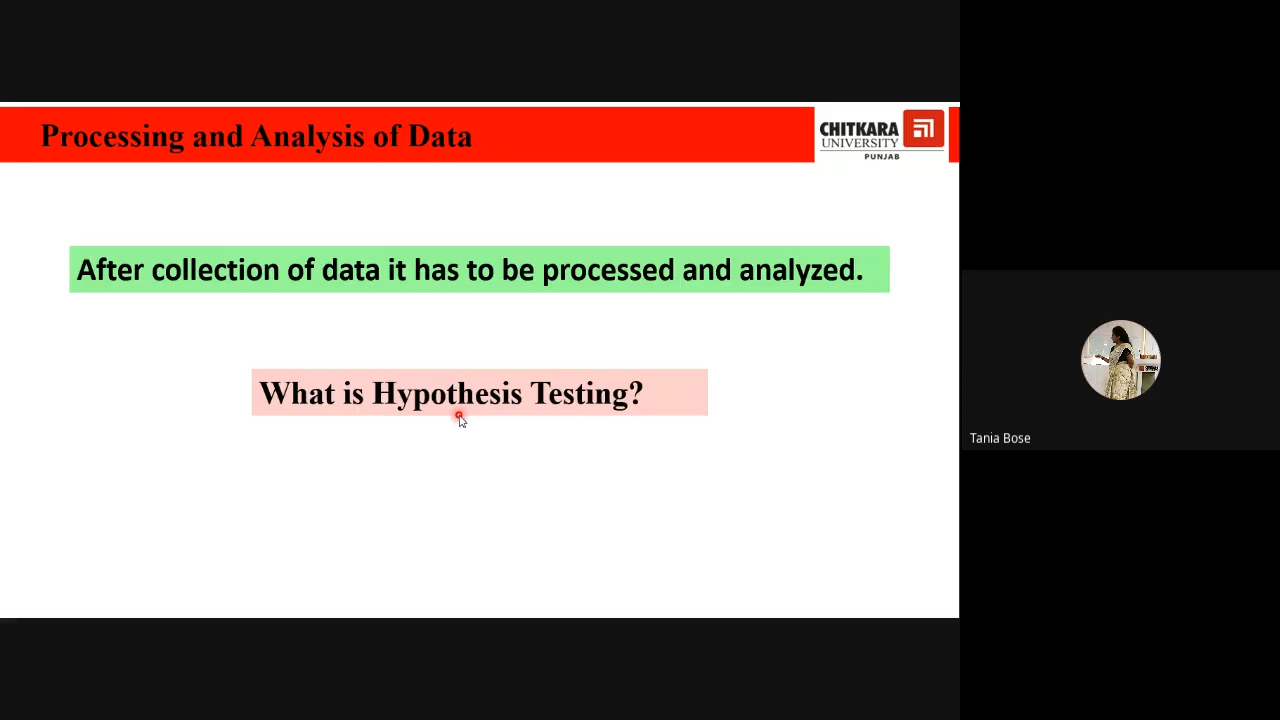 Processing and Analysis of Data
CHITKARA
UNIVERSITY
PUNJAB
After collection of data it has to be processed and analyzed.
What is Hypothesis Testing?
Tania Bose